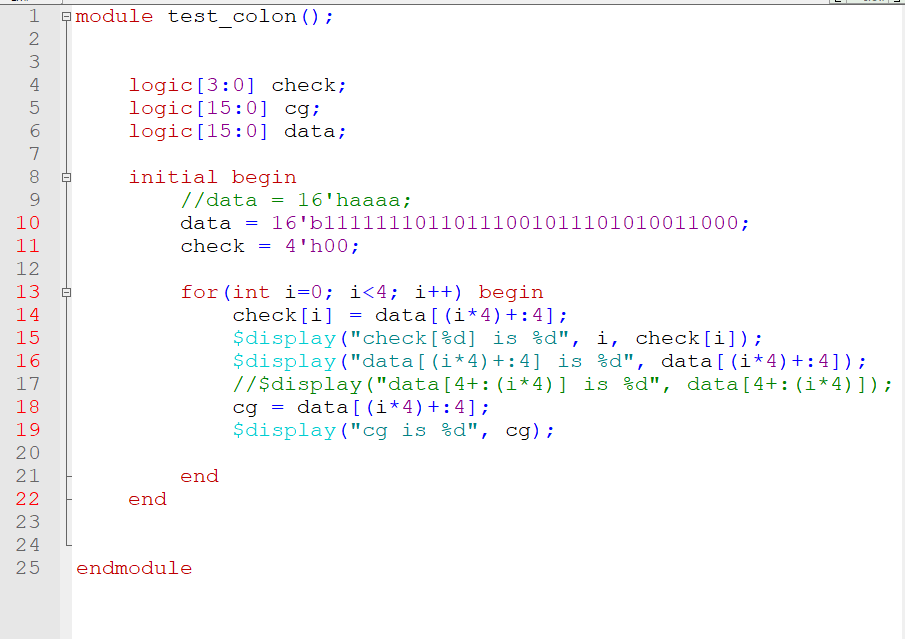 1 module test_colon();
2
3
4 logic[3:0] check;
5 logic[15:0] cg;
6 logic[15:0] data;
7
8 initial begin
9 //data = 16'haaaa;
10 data = 16'b11111110110111001011101010011000;
11 check = 4'h00;
12
13 for(int i=0; i<4; i++) begin
14 check[i] = data[(i*4)+:4];
15 $display("check[%d] is %d", i, check[i]);
16 $display("data[(i*4)+:4] is %d", data[(i*4)+:4]);
17 //$display("data[4+:(i*4)] is %d", data[4+:(i*4)]);
18 cg = data[(i*4)+:4];
19 $display("cg is %d", cg);
20
21 end
22 end
23
24
25 endmodule